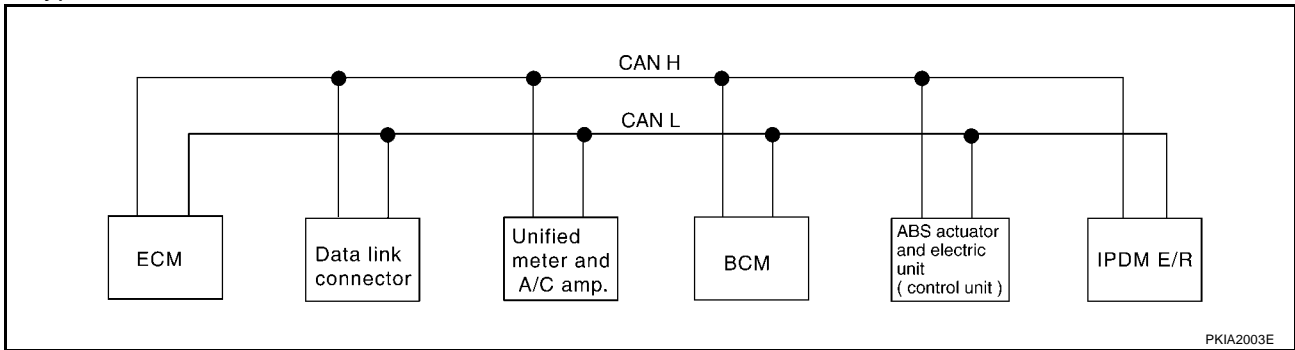 CAN H
CAN L
ECM
Data link
connector
Unified
meter and
A/C amp.
BCM
ABS actuator
and electric
unit
( control unit )
IPDM E/R
PKIA2003E